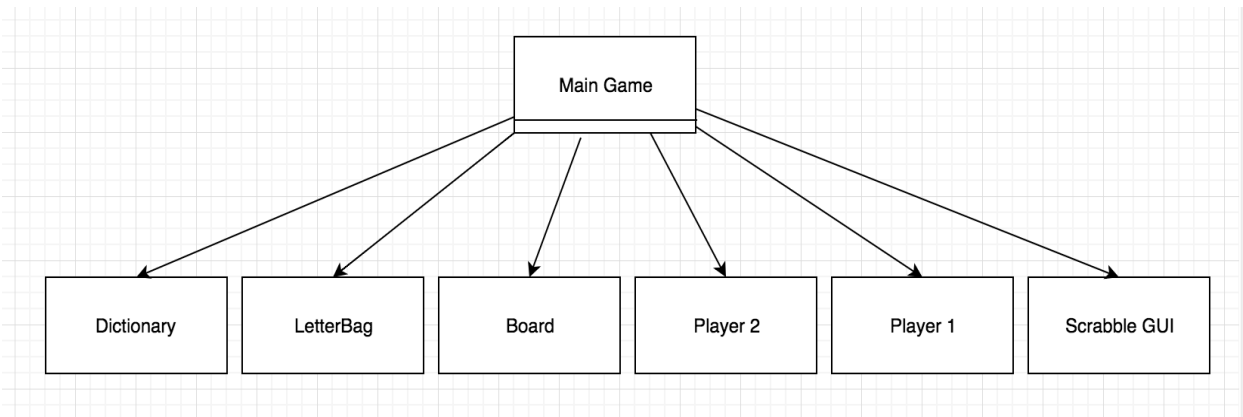 Main Game
Dictionary
LetterBag
Board
Player 2
Player 1
Scrabble GUI